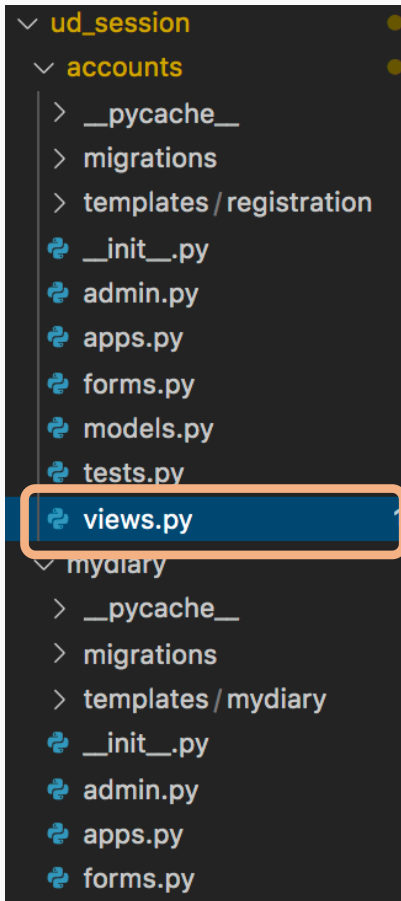 ud_session
accounts
__pycache__
migrations
templates/registration
__init__.py
admin.py
apps.py
forms.py
models.py
tests.py
views.py
mydiary
__pycache__
migrations
templates/mydiary
__init__.py
admin.py
apps.py
forms.py